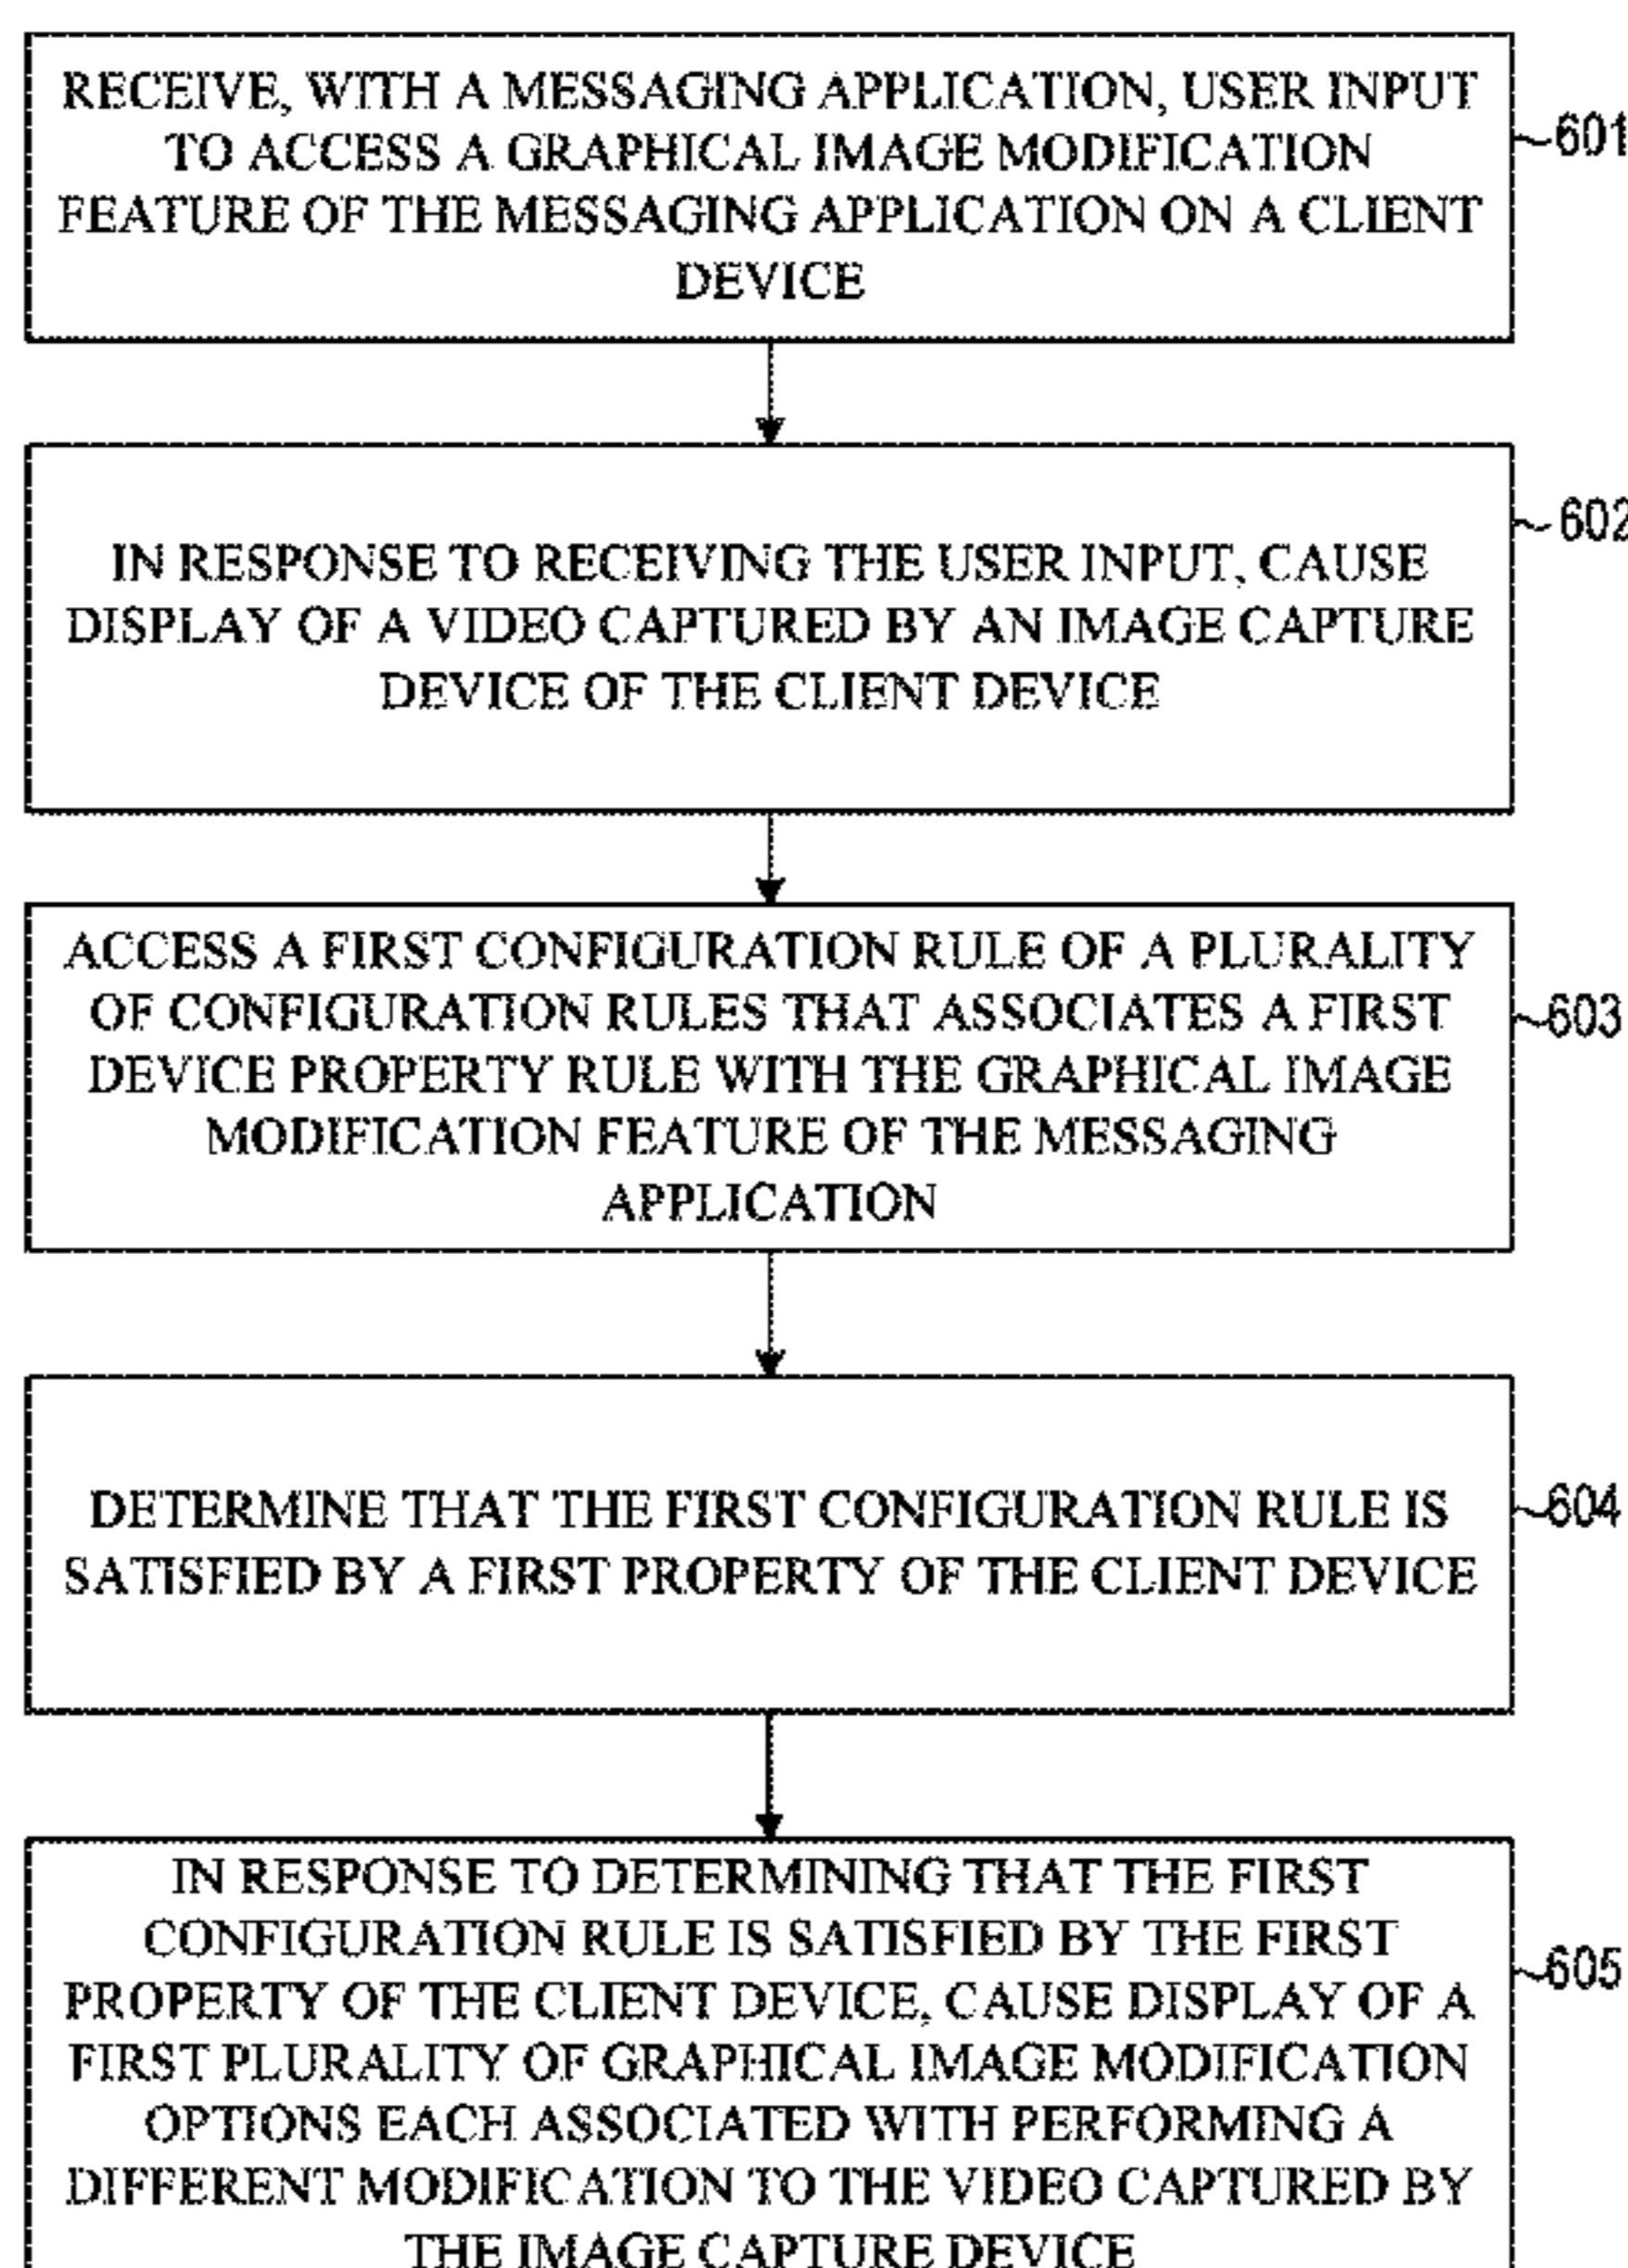 RECEIVE, WITH A MESSAGING APPLICATION, USER INPUT
TO ACCESS A GRAPHICAL IMAGE MODIFICATION
FEATURE OF THE MESSAGING APPLICATION ON A CLIENT
DEVICE
601
IN RESPONSE TO RECEIVING THE USER INPUT, CAUSE
DISPLAY OF A VIDEO CAPTURED BY AN IMAGE CAPTURE
DEVICE OF THE CLIENT DEVICE
602
ACCESS A FIRST CONFIGURATION RULE OF A PLURALITY
OF CONFIGURATION RULES THAT ASSOCIATES A FIRST
DEVICE PROPERTY RULE WITH THE GRAPHICAL IMAGE
MODIFICATION FEATURE OF THE MESSAGING
APPLICATION
603
DETERMINE THAT THE FIRST CONFIGURATION RULE IS
SATISFIED BY A FIRST PROPERTY OF THE CLIENT DEVICE
604
IN RESPONSE TO DETERMINING THAT THE FIRST
CONFIGURATION RULE IS SATISFIED BY THE FIRST
PROPERTY OF THE CLIENT DEVICE, CAUSE DISPLAY OF A
FIRST PLURALITY OF GRAPHICAL IMAGE MODIFICATION
OPTIONS EACH ASSOCIATED WITH PERFORMING A
DIFFERENT MODIFICATION TO THE VIDEO CAPTURED BY
THE IMAGE CAPTURE DEVICE
605